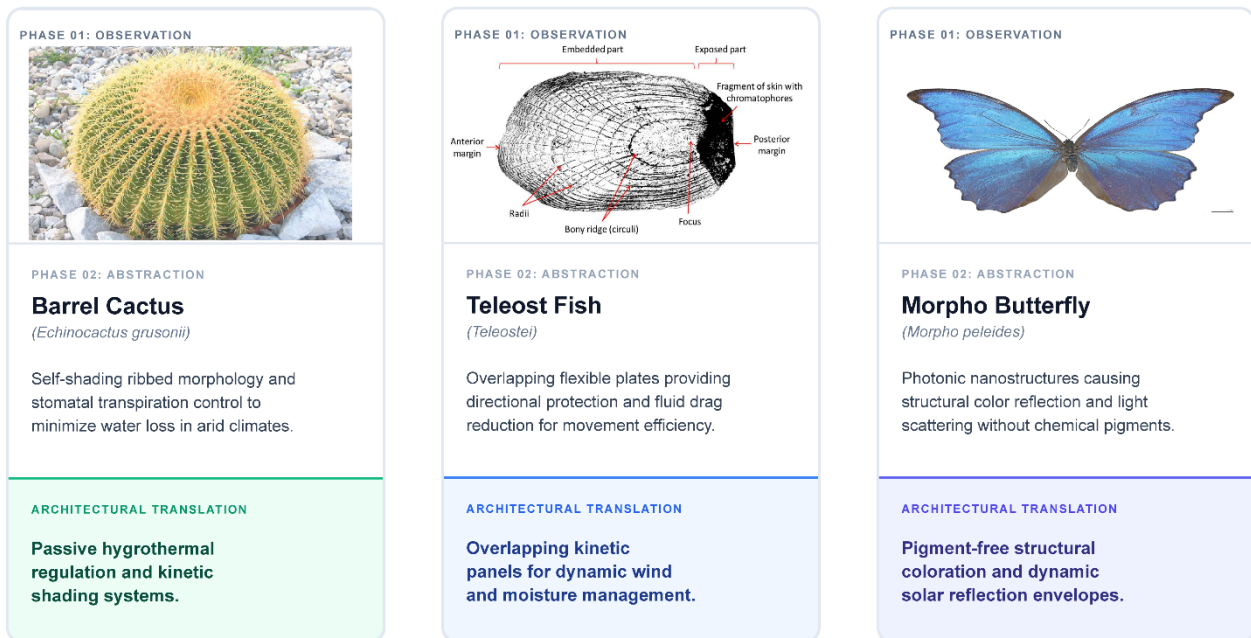 PHASE 01: OBSERVATION
PHASE 02: ABSTRACTION
Barrel Cactus
(Echinocactus grusonii)
Self-shading ribbed morphology and
stomatal transpiration control to
minimize water loss in arid climates.
ARCHITECTURAL TRANSLATION
Passive hygrothermal
regulation and kinetic
shading systems.
PHASE 01: OBSERVATION
Embedded part
Exposed part
Fragment of skin with
chromatophores
Anterior
margin
Posterior
margin
Radii
Focus
Bony ridge (circuli)
PHASE 02: ABSTRACTION
Teleost Fish
(Teleostei)
Overlapping flexible plates providing
directional protection and fluid drag
reduction for movement efficiency.
ARCHITECTURAL TRANSLATION
Overlapping kinetic
panels for dynamic wind
and moisture management.
PHASE 01: OBSERVATION
PHASE 02: ABSTRACTION
Morpho Butterfly
(Morpho peleides)
Photonic nanostructures causing
structural color reflection and light
scattering without chemical pigments.
ARCHITECTURAL TRANSLATION
Pigment-free structural
coloration and dynamic
solar reflection envelopes.